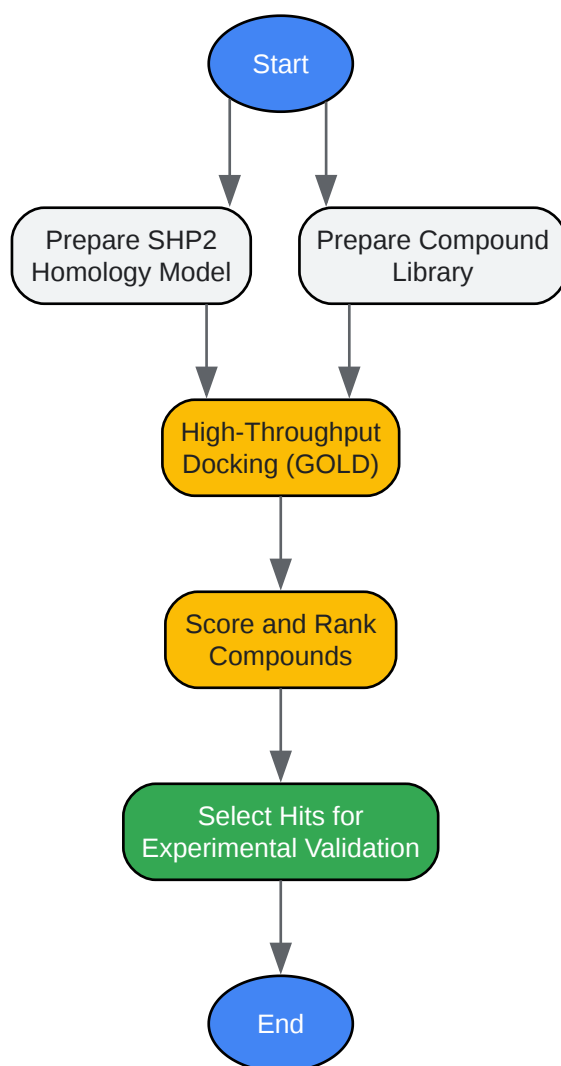 Start
Prepare SHP2
Homology Model
Prepare Compound
Library
High-Throughput
Docking (GOLD)
Score and Rank
Compounds
Select Hits for
Experimental Validation
End